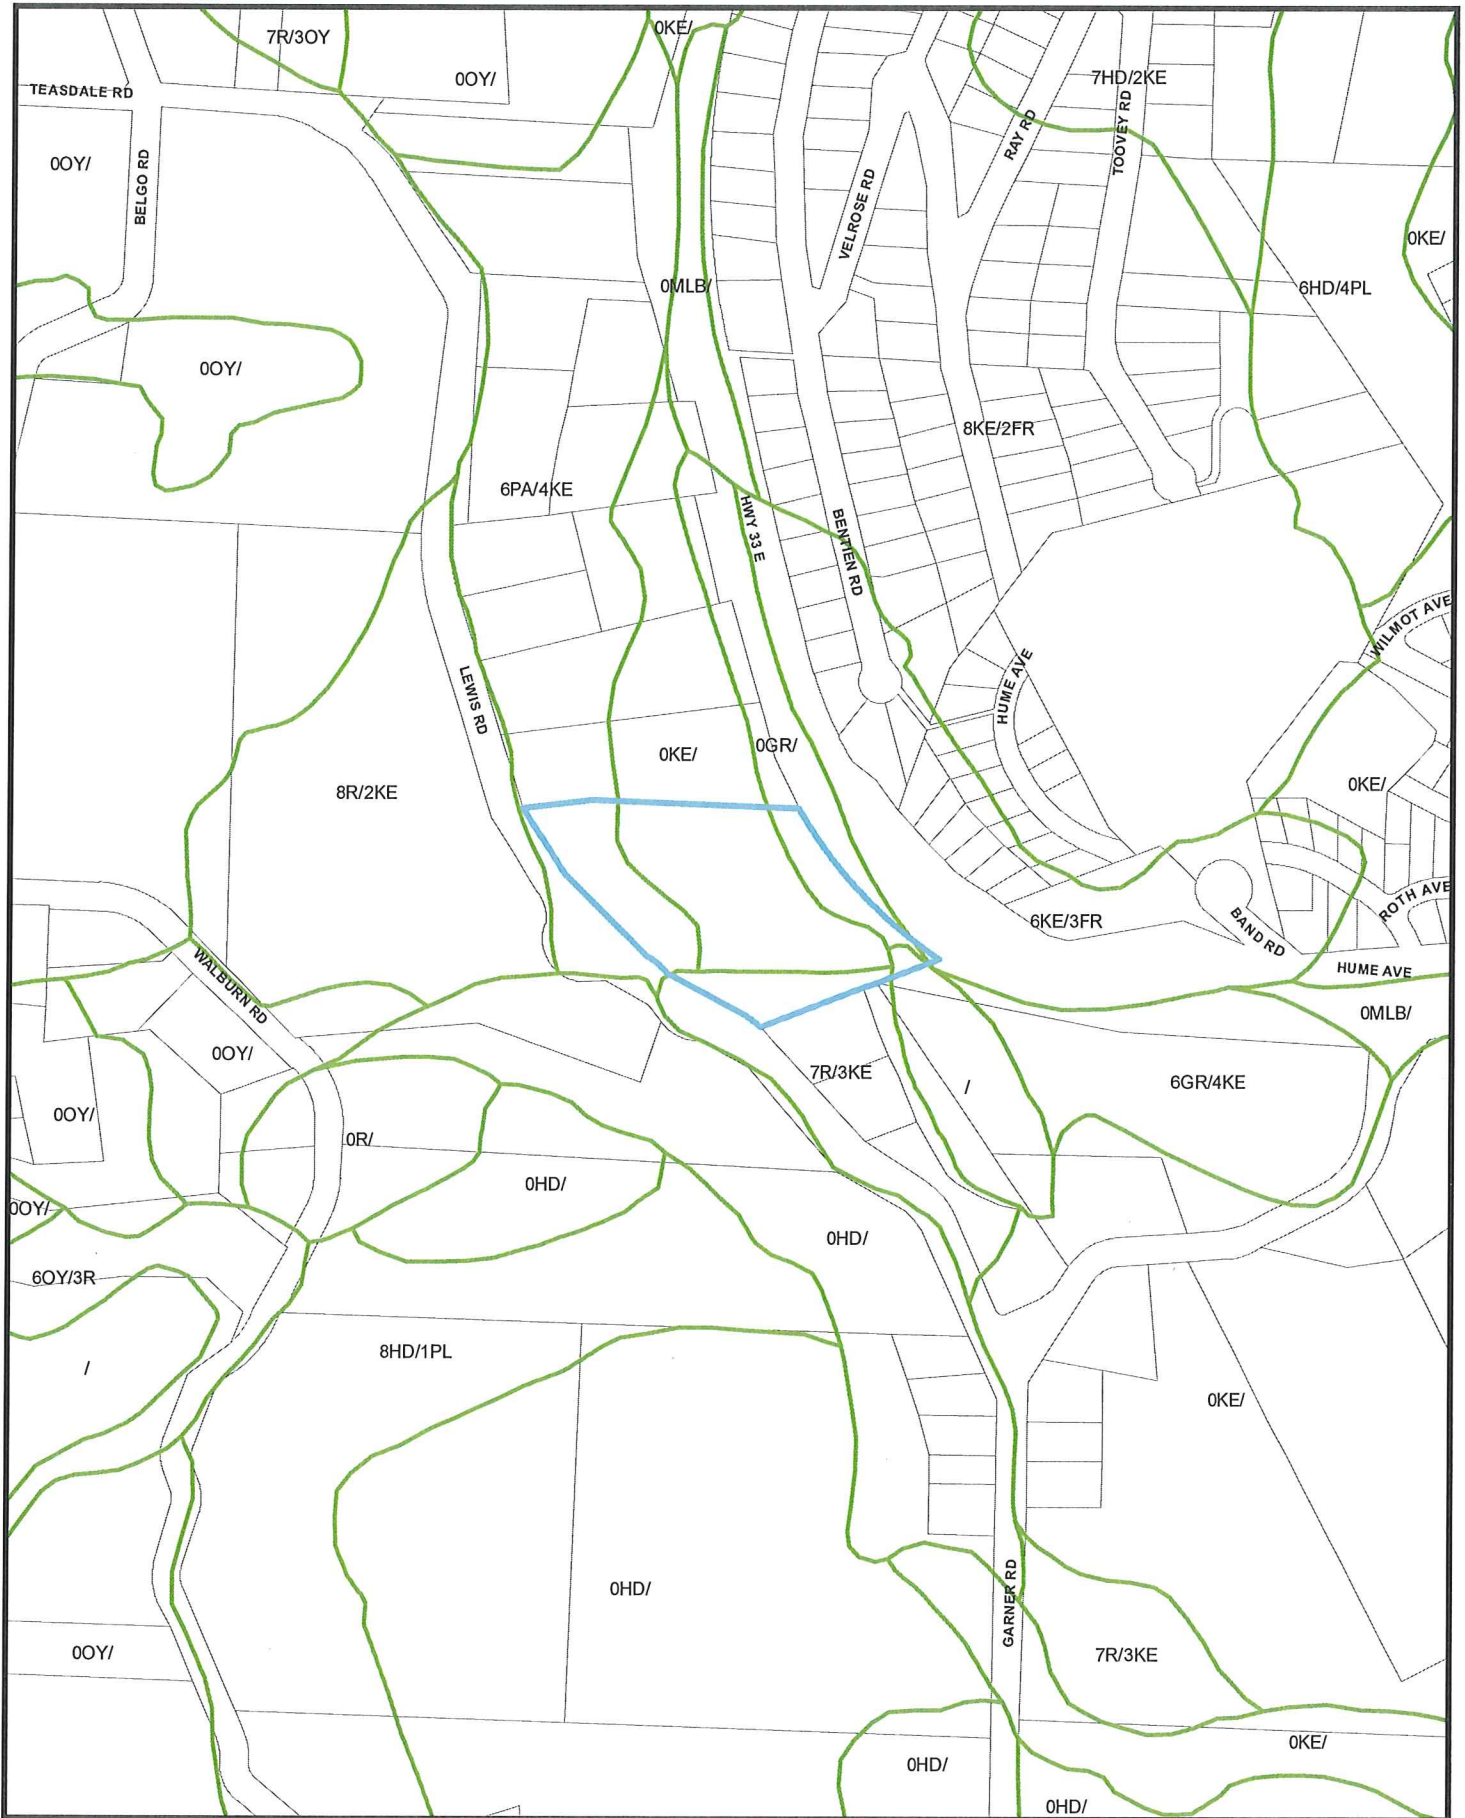 0KE/
7R/3OY
0OY/
7HD/2KE
TEASDALE RD
RAY RD
TOOVEY RD
0OY/
BELGO RD
VELROSE RD
0KE/
0MLB/
6HD/4PL
0OY/
8KE/2FR
6PA/4KE
HWY 33 E
BENTIEN RD
WILMOT AVE
HUME AVE
LEWIS RD
0KE/
0GR/
8R/2KE
0KE/
ROTH AVE
6KE/3FR
BAND RD
HUME AVE
WALBURN RD
0MLB/
0OY/
7R/3KE
/
6GR/4KE
0OY/
0R/
0HD/
0OY/
0HD/
6OY/3R
8HD/1PL
/
0KE/
0HD/
GARNER RD
0OY/
7R/3KE
0KE/
0HD/
0HD/